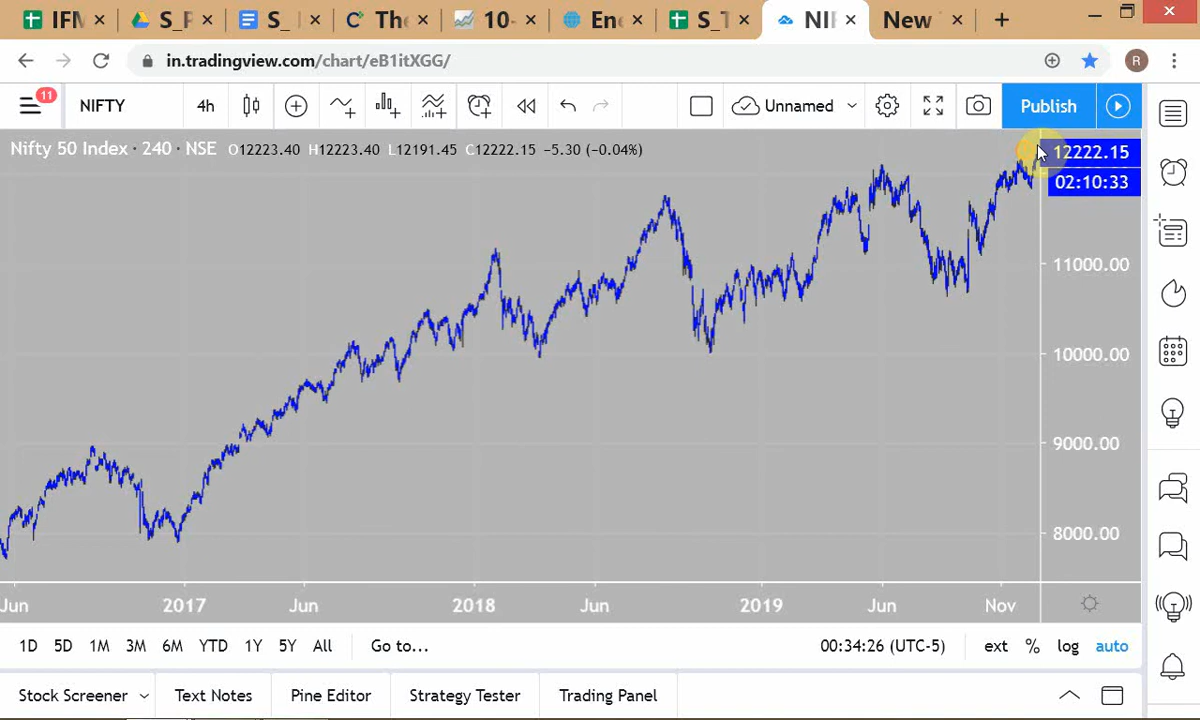 IFM S_F S_ The 10- Ene S_T NIF New
in.tradingview.com/chart/eB1itXGG/ R
11 NIFTY 4h Unnamed Publish
Nifty 50 Index · 240 · NSE O12223.40 H12223.40 L12191.45 C12222.15 −5.30 (−0.04%)
12222.15
02:10:33
11000.00
10000.00
9000.00
8000.00
Jun 2017 Jun 2018 Jun 2019 Jun Nov
1D 5D 1M 3M 6M YTD 1Y 5Y All Go to... 00:34:26 (UTC-5) ext % log auto
Stock Screener Text Notes Pine Editor Strategy Tester Trading Panel